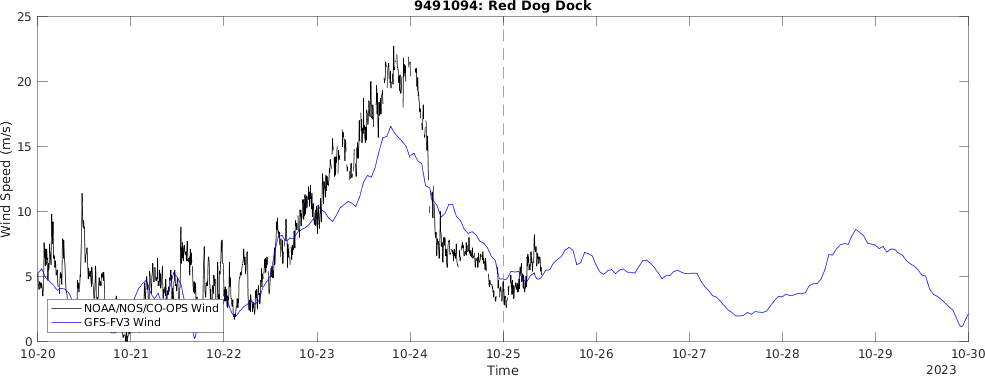 9491094: Red Dog Dock
25
20
15
10
5
0
Wind Speed (m/s)
NOAA/NOS/CO-OPS Wind
GFS-FV3 Wind
10-20 10-21 10-22 10-23 10-24 10-25 10-26 10-27 10-28 10-29 10-30
Time
2023